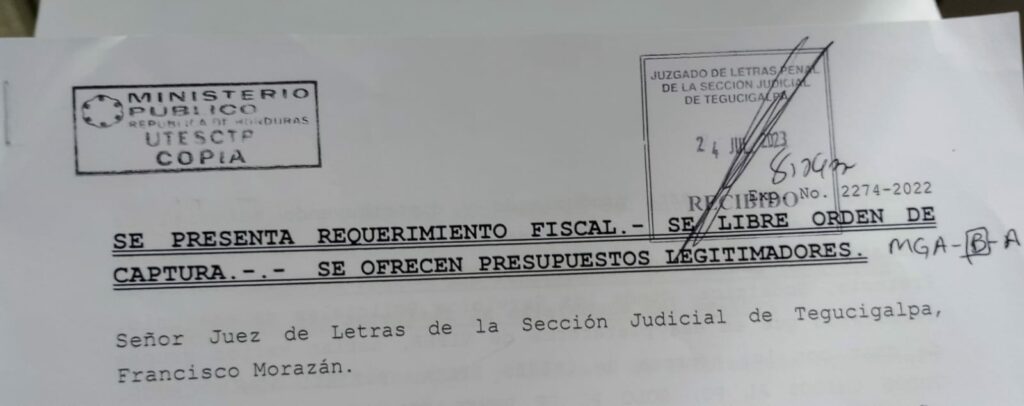 MINISTERIO
PUBLICO
REPUBLICA DE HONDURAS
UTESCTP
COPIA
JUZGADO DE LETRAS PENAL
DE LA SECCIÓN JUDICIAL
DE TEGUCIGALPA
24 JUL. 2023
RECIBIDO
Exp. No. 2274-2022
SE PRESENTA REQUERIMIENTO FISCAL.- SE LIBRE ORDEN DE
CAPTURA.-.- SE OFRECEN PRESUPUESTOS LEGITIMADORES.
MGA-B-A
Señor Juez de Letras de la Sección Judicial de Tegucigalpa,
Francisco Morazán.